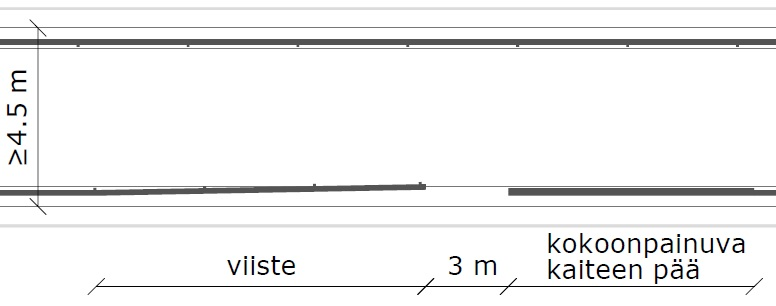 ≥4.5 m
viiste
3 m
kokoonpainuva
kaiteen pää